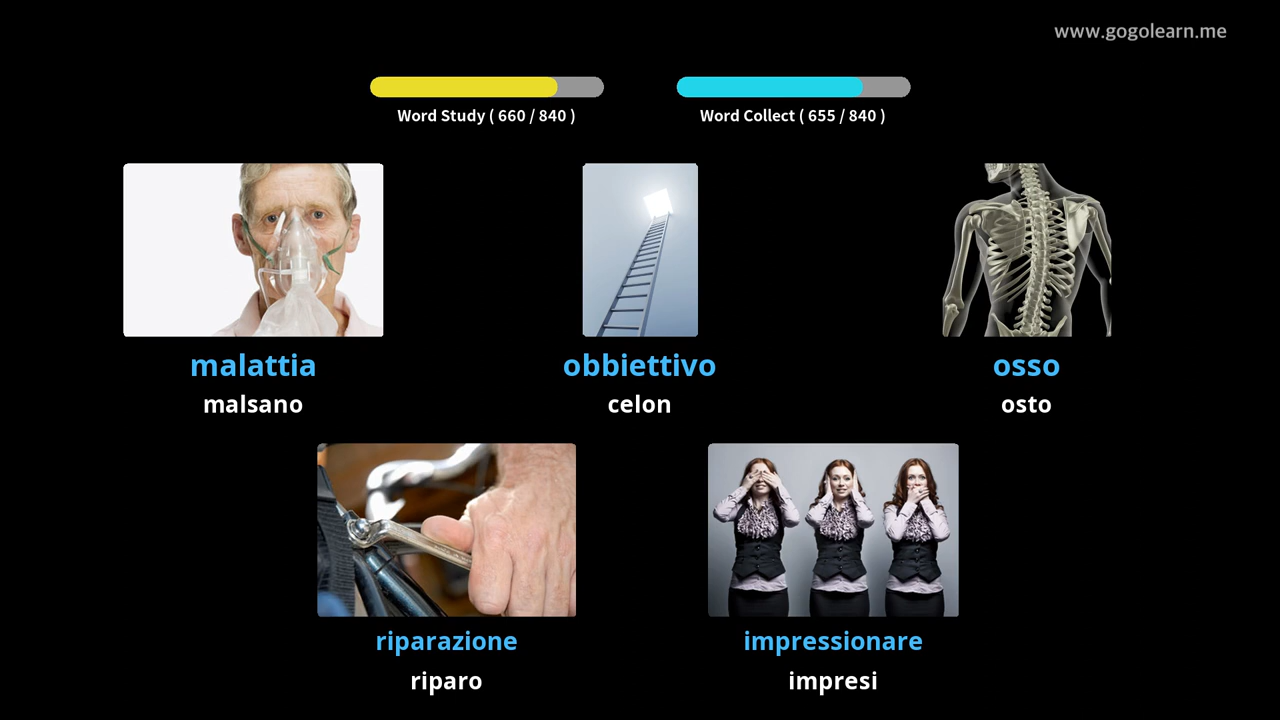 www.gogolearn.me
Word Study ( 660 / 840 )
Word Collect ( 655 / 840 )
malattia
malsano
obbiettivo
celon
osso
osto
riparazione
riparo
impressionare
impresi